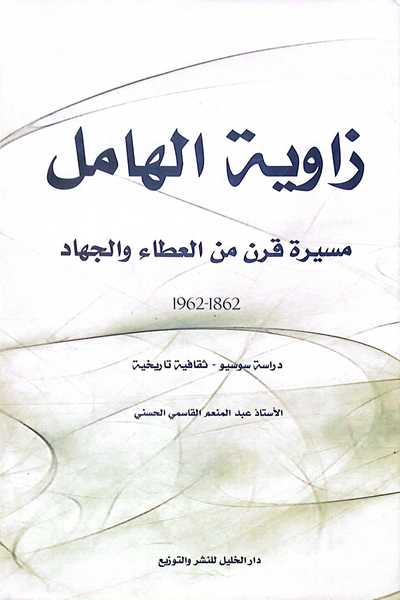 زاوية الهامل
مسيرة قرن من العطاء والجهاد
1962-1862
دراسة سوسيو - ثقافية تاريخية
الأستاذ عبد المنعم القاسمي الحسني
دار الخليل للنشر والتوزيع